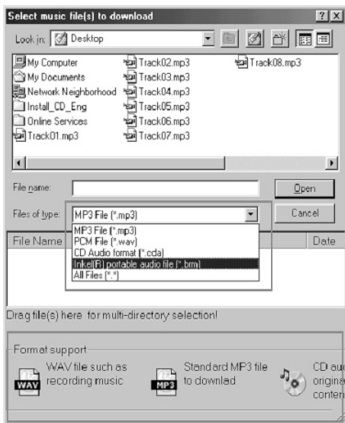 Select music file(s) to download
Look in: Desktop
My Computer
My Documents
Network Neighborhood
Install_CD_Eng
Online Services
Track01.mp3
Track02.mp3
Track03.mp3
Track04.mp3
Track05.mp3
Track06.mp3
Track07.mp3
Track08.mp3
File name:
Open
Files of type: MP3 File (*.mp3)
Cancel
MP3 File (*.mp3)
PCM File (*.wav)
CD Audio format (*.cda)
Inkel(R) portable audio file (*.brm)
All Files (*.*)
File Name
Date
Drag file(s) here for multi-directory selection!
Format support
WAV
WAV file such as
recording music
MP3
Standard MP3 file
to download
CD au
origina
conten